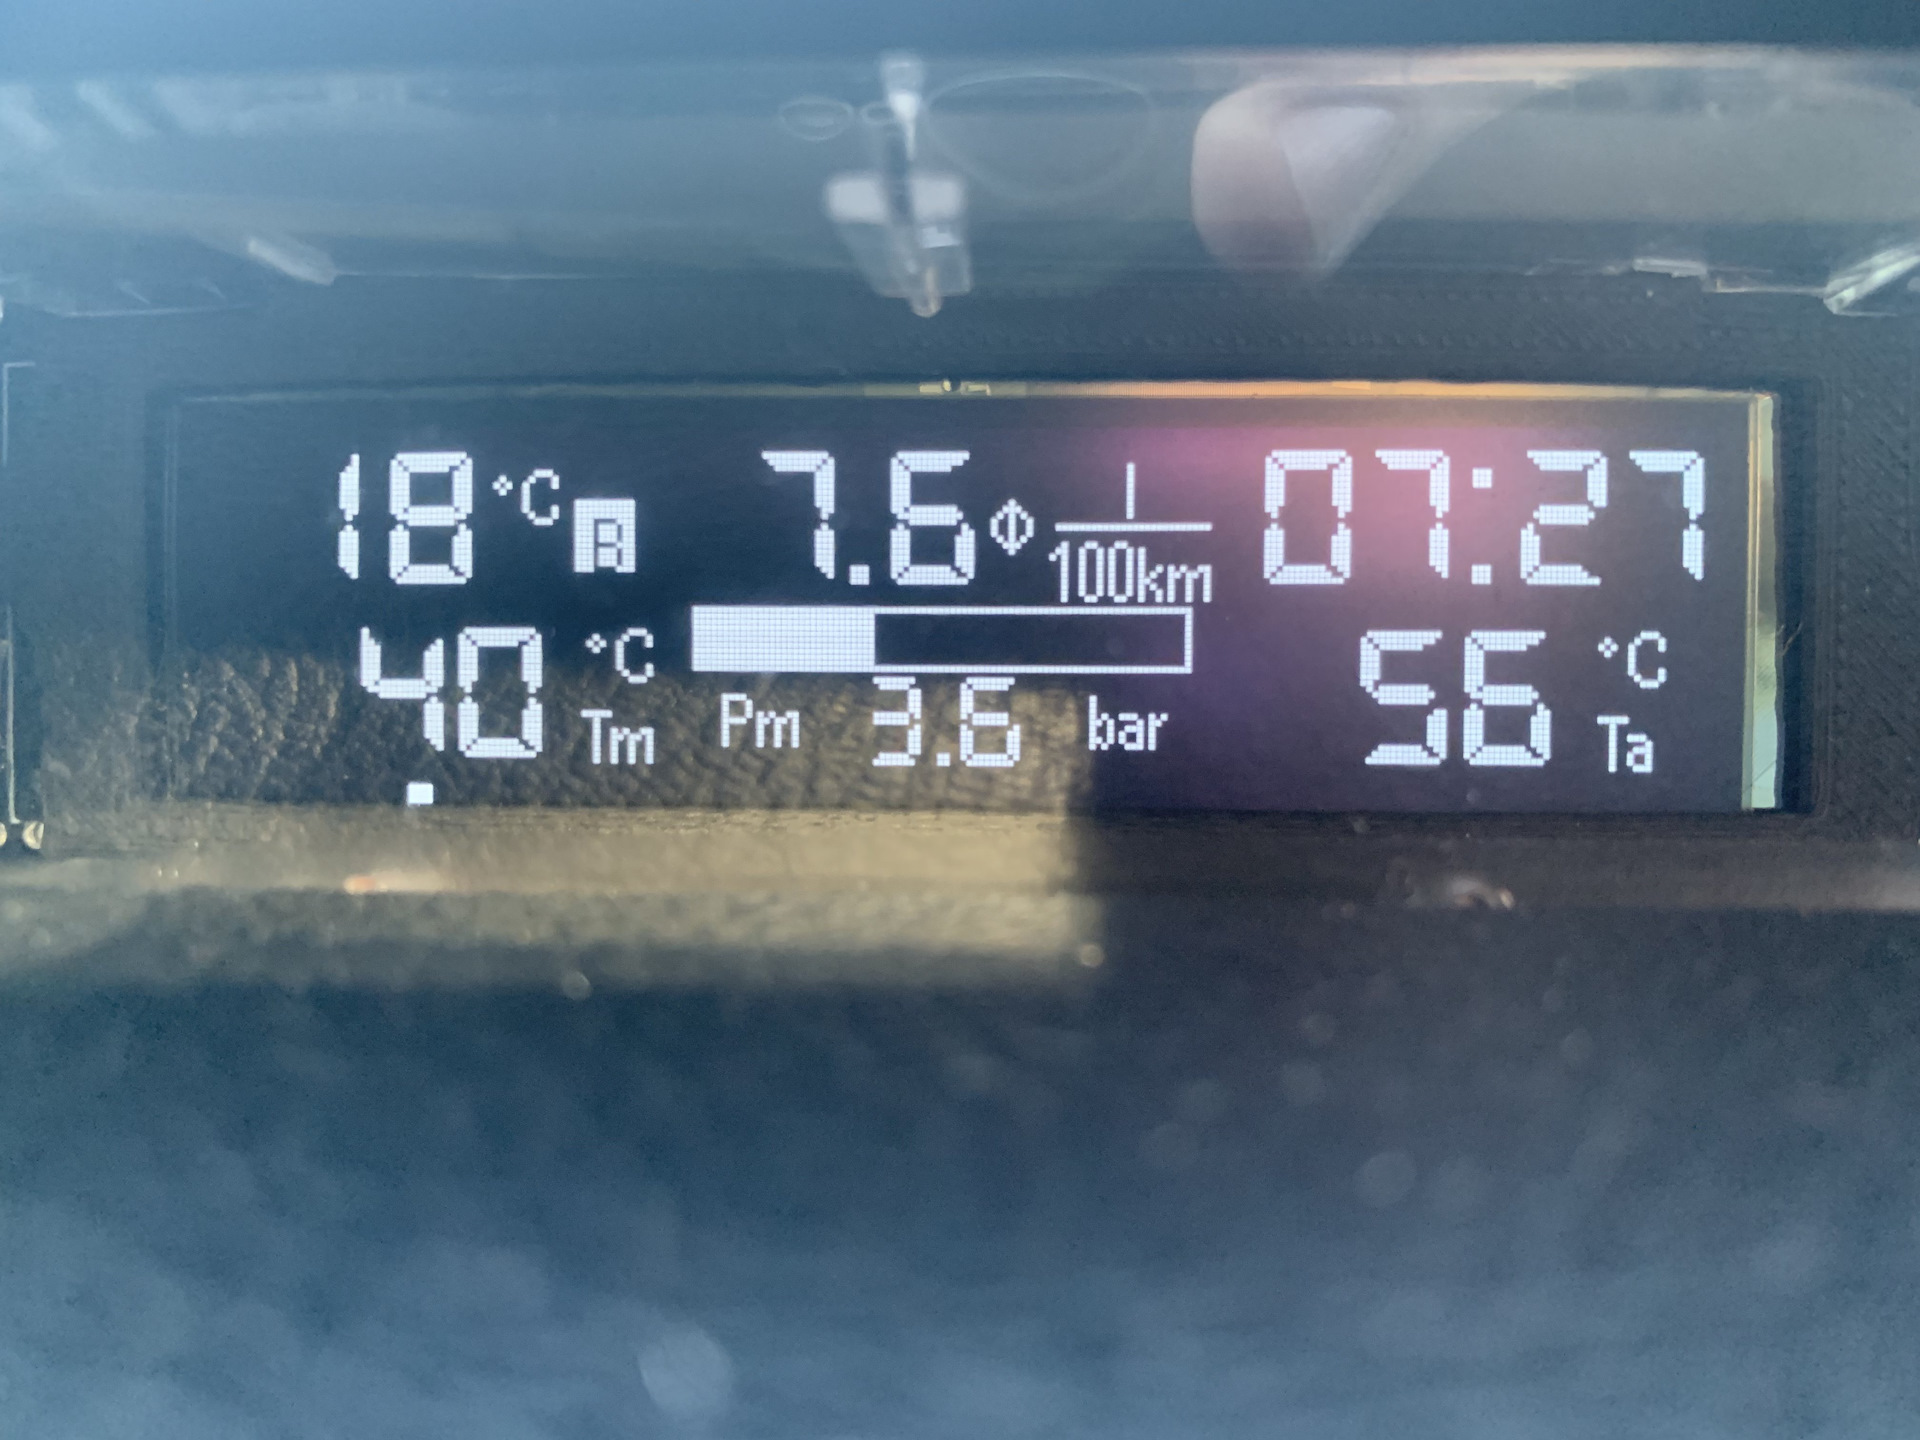 18 °C R 7.6 Φ l/100km 07:27
40 °C Tm Pm 3.6 bar 56 °C Ta